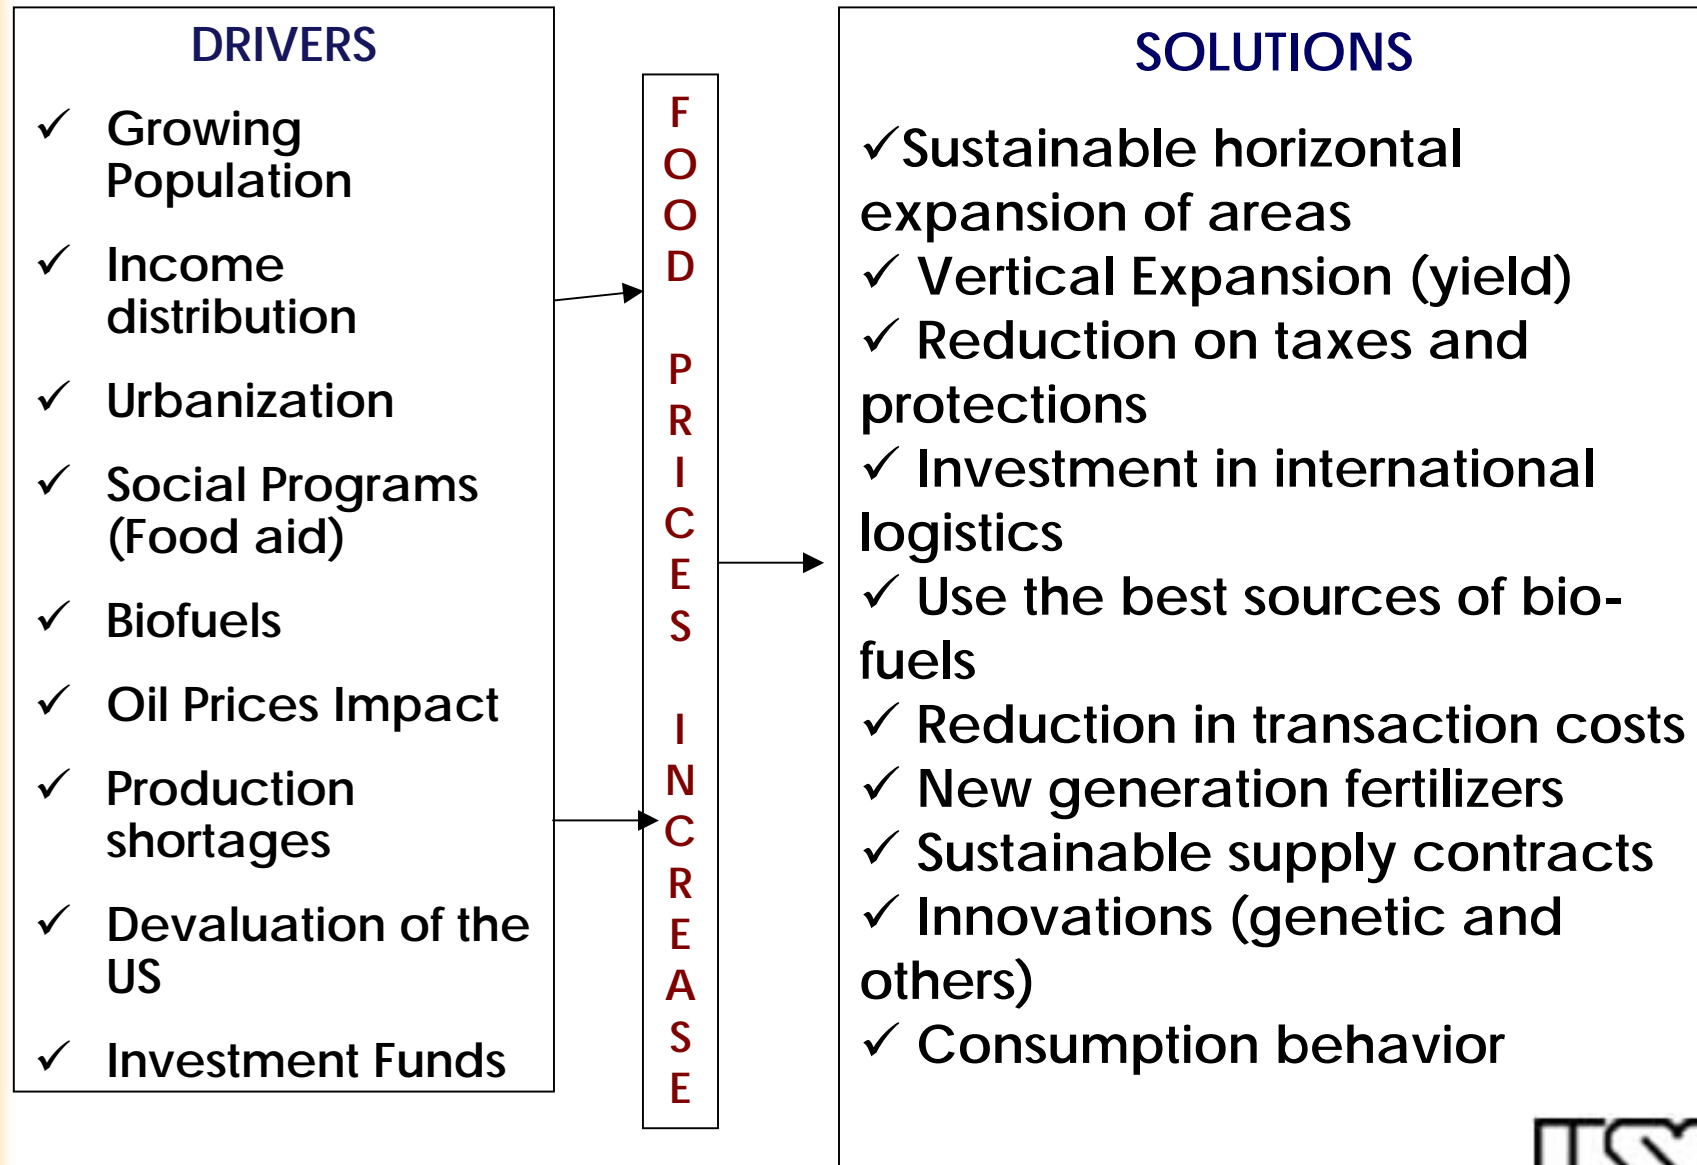 DRIVERS
✓ Growing
Population
✓ Income
distribution
✓ Urbanization
✓ Social Programs
(Food aid)
✓ Biofuels
✓ Oil Prices Impact
✓ Production
shortages
✓ Devaluation of the
US
✓ Investment Funds
FOOD PRICES INCREASE
SOLUTIONS
✓Sustainable horizontal
expansion of areas
✓ Vertical Expansion (yield)
✓ Reduction on taxes and
protections
✓ Investment in international
logistics
✓ Use the best sources of bio-
fuels
✓ Reduction in transaction costs
✓ New generation fertilizers
✓ Sustainable supply contracts
✓ Innovations (genetic and
others)
✓ Consumption behavior